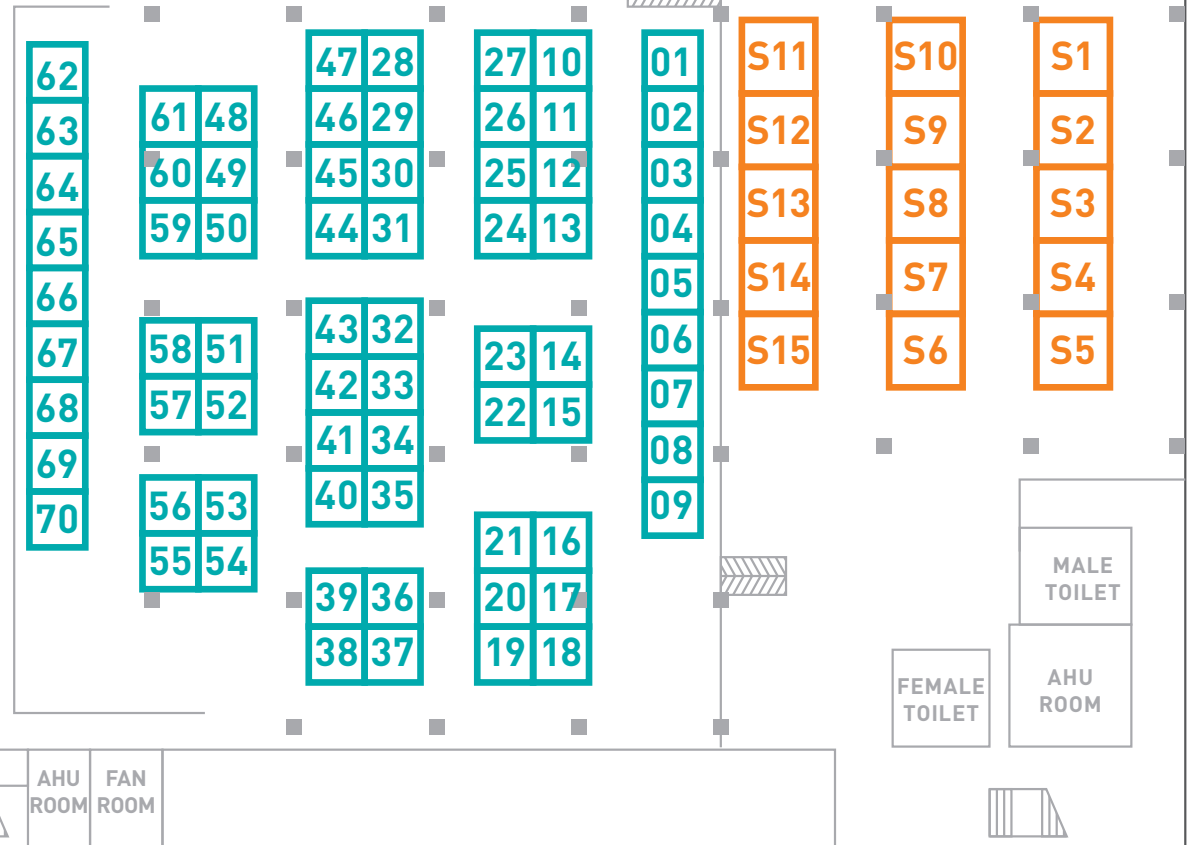 62
63
64
65
66
67
68
69
70
61 48
60 49
59 50
58 51
57 52
56 53
55 54
47 28
46 29
45 30
44 31
43 32
42 33
41 34
40 35
39 36
38 37
27 10
26 11
25 12
24 13
23 14
22 15
21 16
20 17
19 18
01
02
03
04
05
06
07
08
09
S11
S12
S13
S14
S15
S10
S9
S8
S7
S6
S1
S2
S3
S4
S5
MALE
TOILET
FEMALE
TOILET
AHU
ROOM
AHU
ROOM
FAN
ROOM